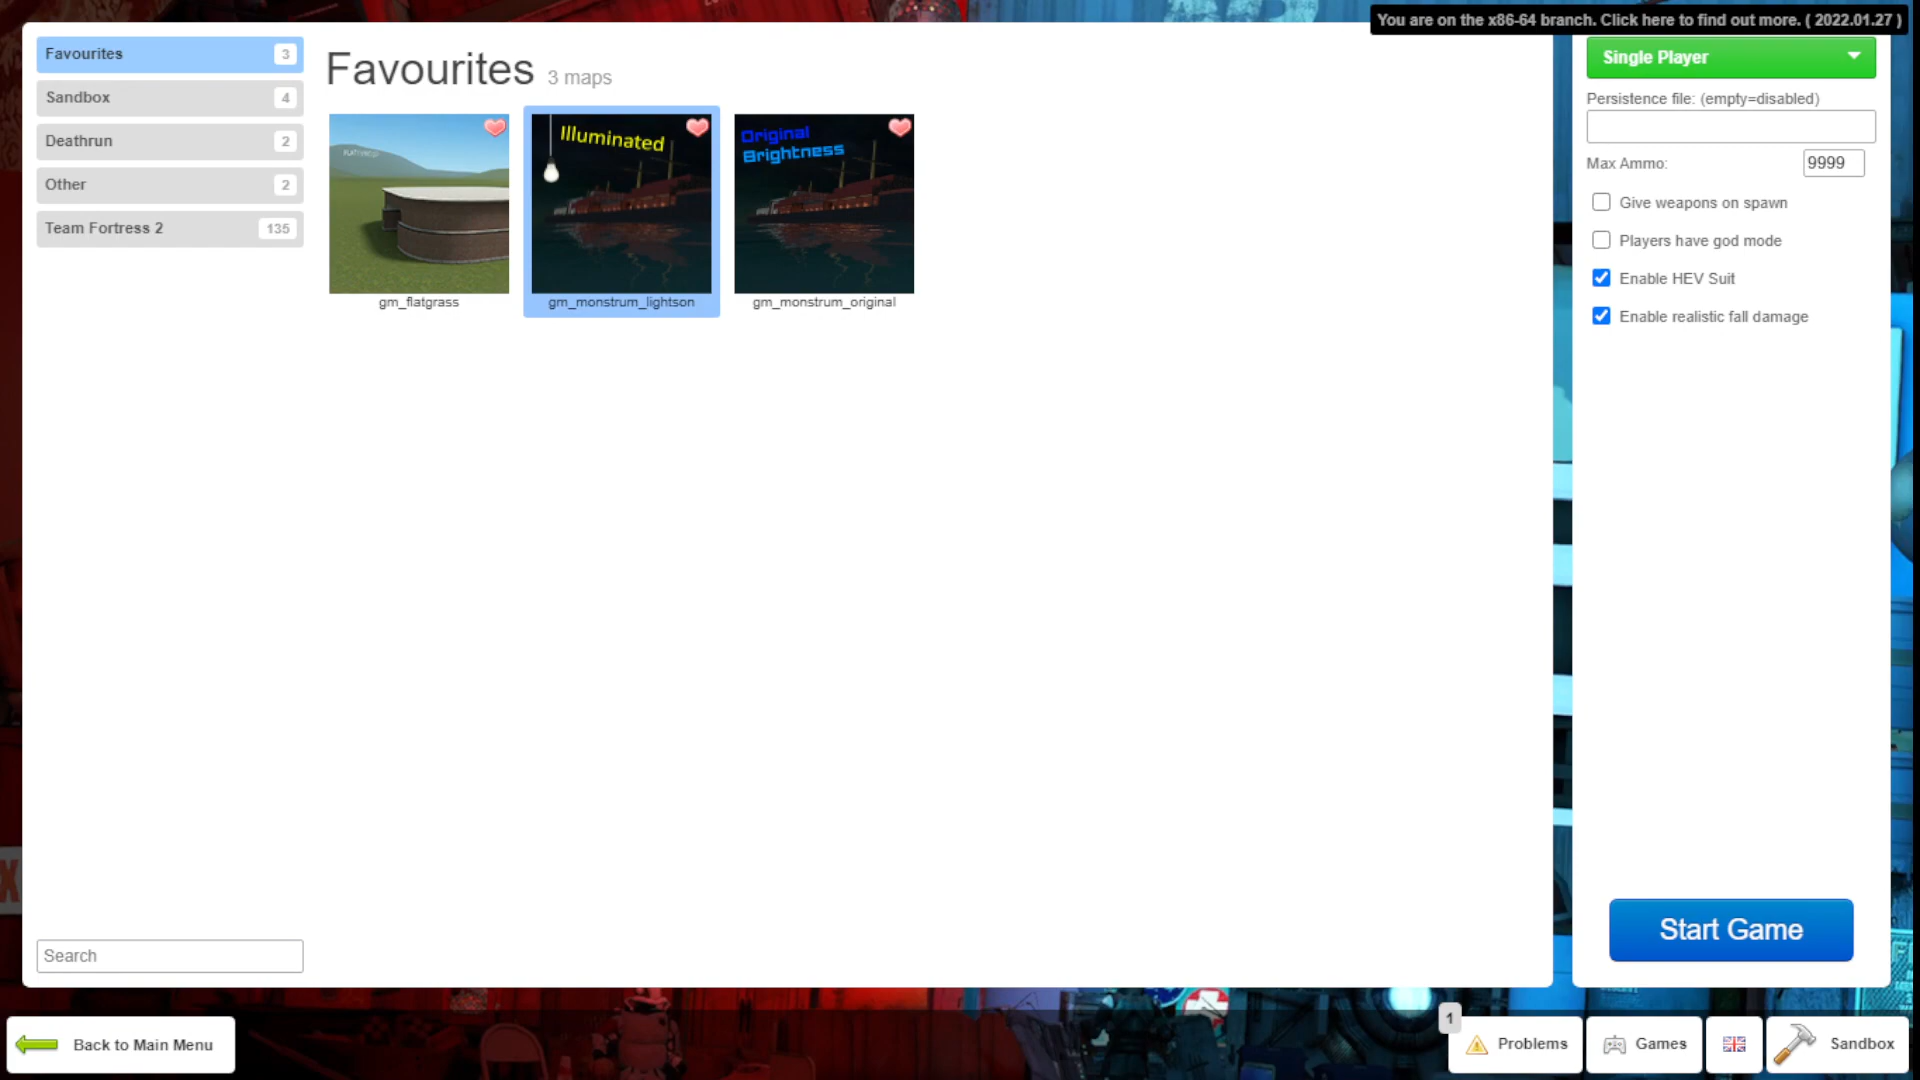 You are on the x86-64 branch. Click here to find out more. ( 2022.01.27 )
Favourites 3
Sandbox 4
Deathrun 2
Other 2
Team Fortress 2 135
Favourites 3 maps
Illuminated
Original
Brightness
gm_flatgrass
gm_monstrum_lightson
gm_monstrum_original
Search
Single Player
Persistence file: (empty=disabled)
Max Ammo: 9999
Give weapons on spawn
Players have god mode
Enable HEV Suit
Enable realistic fall damage
Start Game
Back to Main Menu
1
Problems
Games
Sandbox